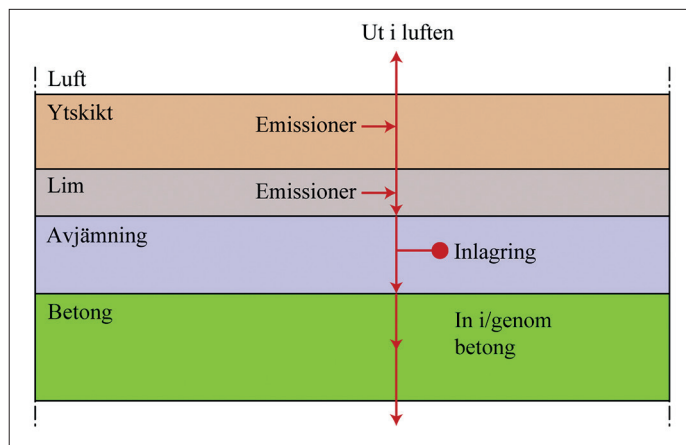 Ut i luften
Luft
Ytskikt
Emissioner
Lim
Emissioner
Avjämning
Inlagring
Betong
In i/genom
betong